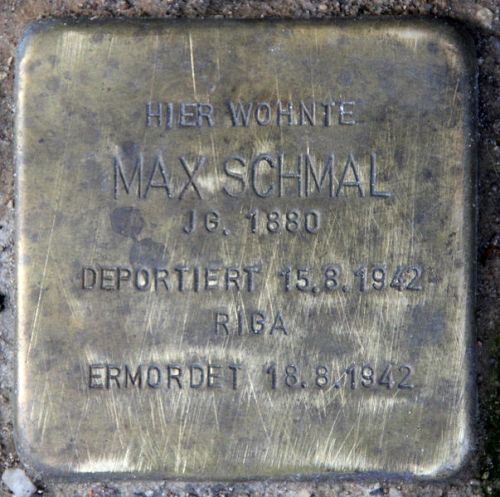 HIER WOHNTE
MAX SCHMAL
JG. 1880
DEPORTIERT 15.8.1942
RIGA
ERMORDET 18.8.1942